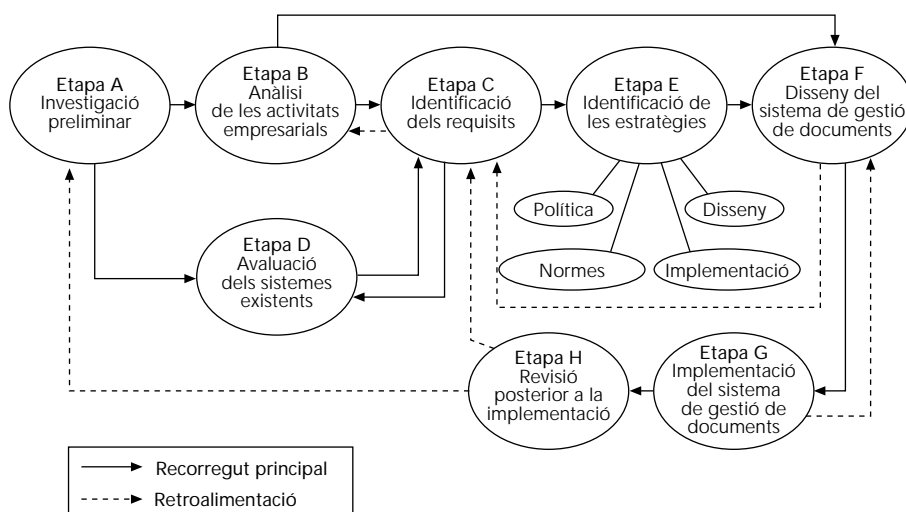 Etapa A
Investigació
preliminar
Etapa B
Anàlisi
de les activitats
empresarials
Etapa C
Identificació
dels requisits
Etapa E
Identificació de
les estratègies
Etapa F
Disseny del
sistema de gestió
de documents
Política
Disseny
Normes
Implementació
Etapa D
Avaluació
dels sistemes
existents
Etapa H
Revisió
posterior a la
implementació
Etapa G
Implementació
del sistema
de gestió de
documents
Recorregut principal
Retroalimentació